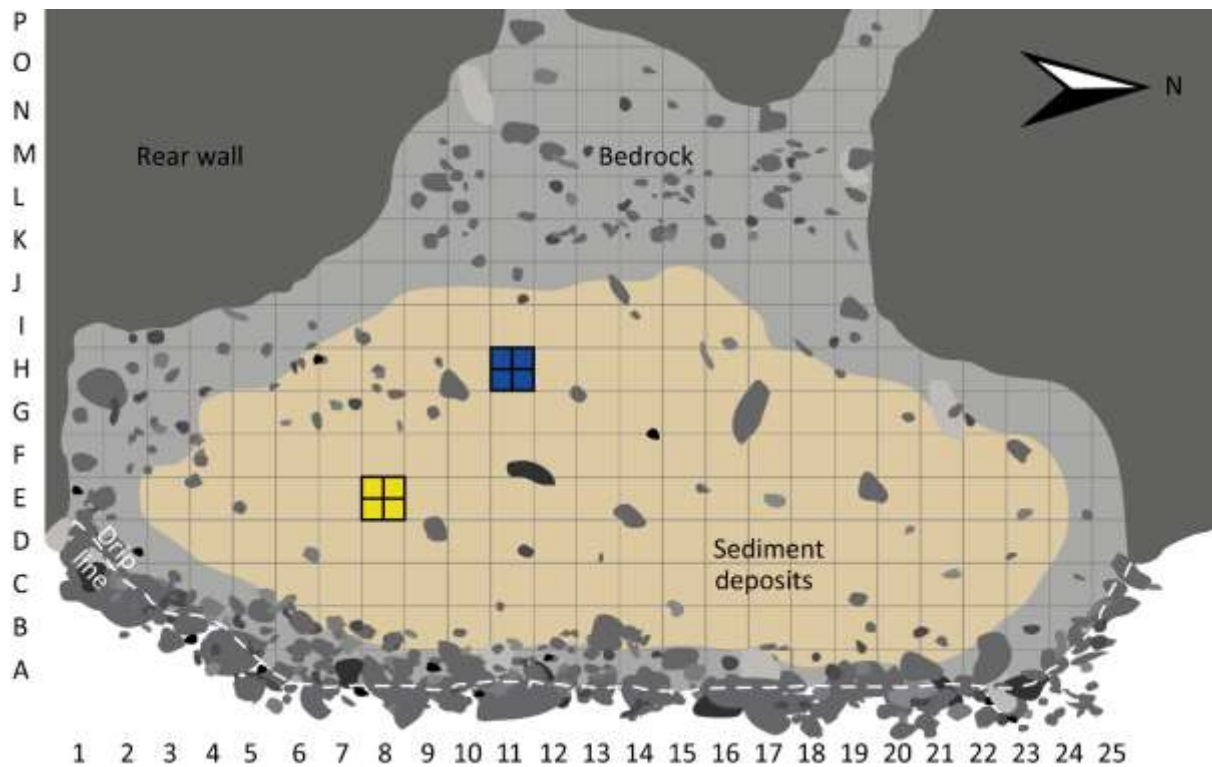 P
O
N
M
L
K
J
I
H
G
F
E
D
C
B
A
Rear wall
Bedrock
N
Drip
line
Sediment
deposits
1 2 3 4 5 6 7 8 9 10 11 12 13 14 15 16 17 18 19 20 21 22 23 24 25